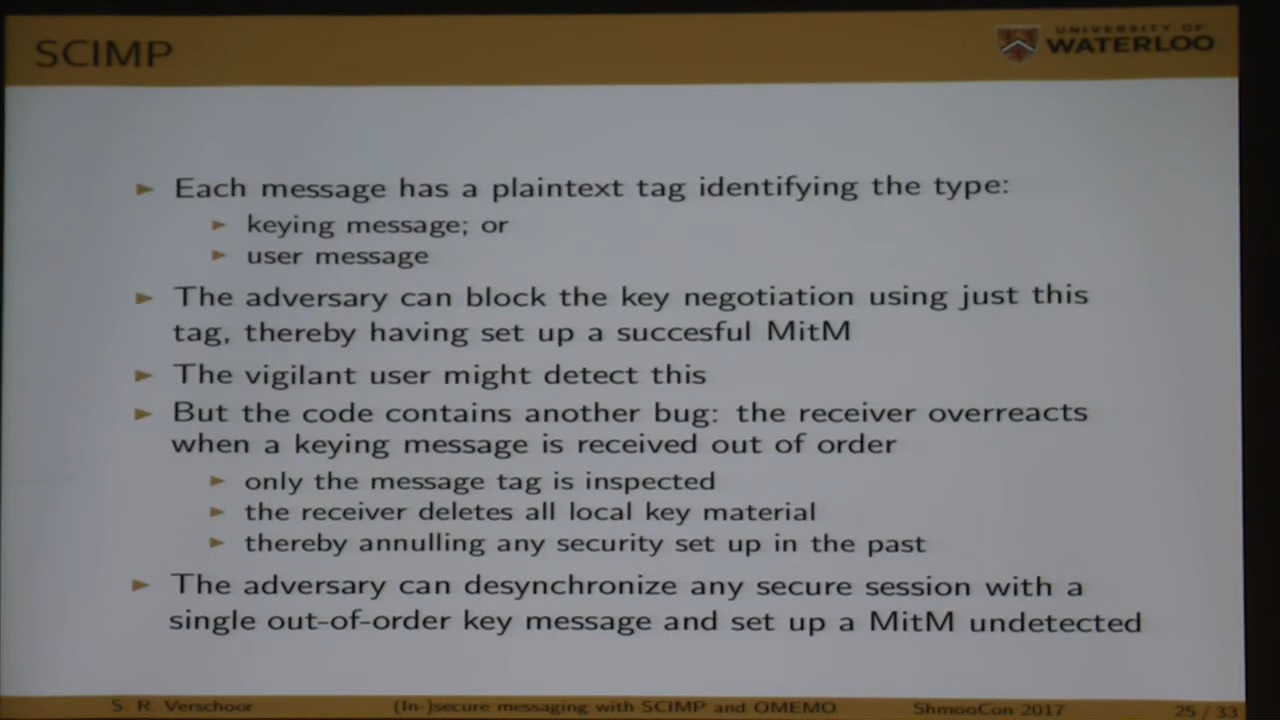 SCIMP
UNIVERSITY OF
WATERLOO
► Each message has a plaintext tag identifying the type:
► keying message; or
► user message
► The adversary can block the key negotiation using just this
tag, thereby having set up a succesful MitM
► The vigilant user might detect this
► But the code contains another bug: the receiver overreacts
when a keying message is received out of order
► only the message tag is inspected
► the receiver deletes all local key material
► thereby annulling any security set up in the past
► The adversary can desynchronize any secure session with a
single out-of-order key message and set up a MitM undetected
S. R. Verschoor (In-)secure messaging with SCIMP and OMEMO ShmooCon 2017 25 / 33